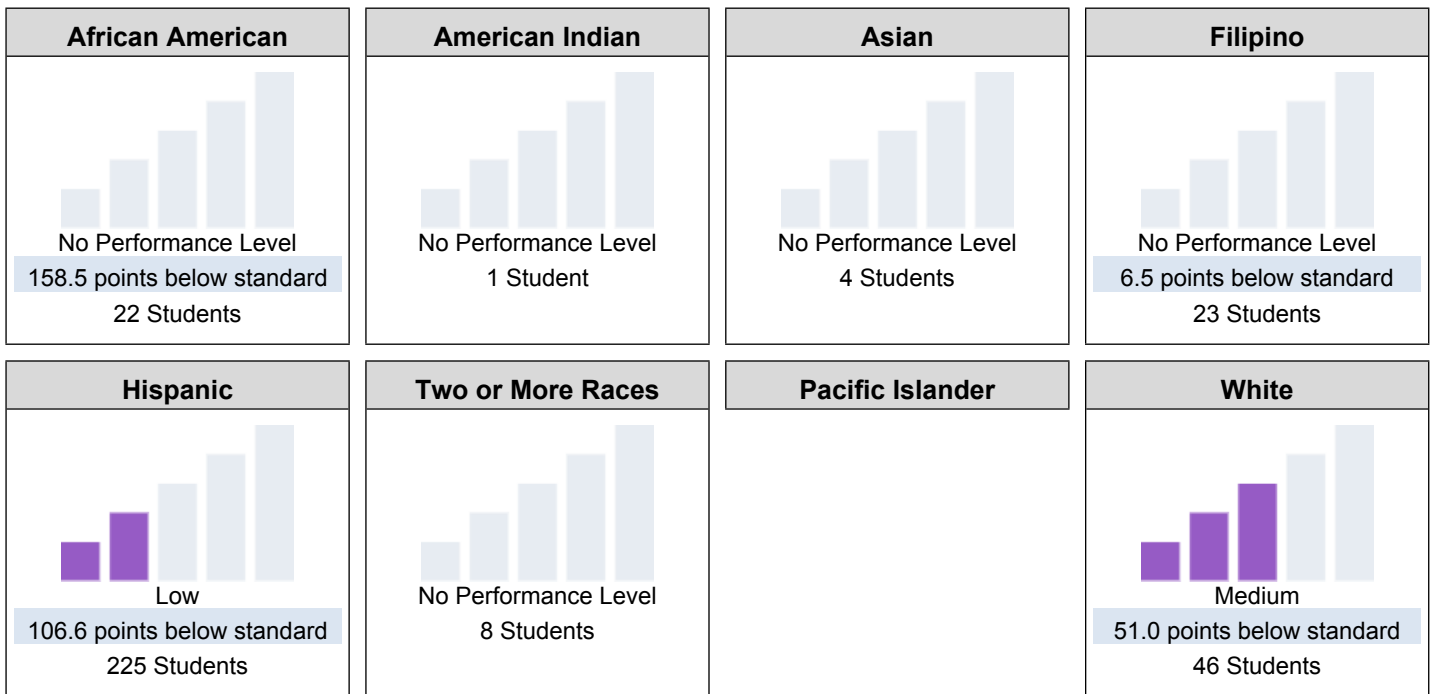 African American
No Performance Level
158.5 points below standard
22 Students
American Indian
No Performance Level
1 Student
Asian
No Performance Level
4 Students
Filipino
No Performance Level
6.5 points below standard
23 Students
Hispanic
Low
106.6 points below standard
225 Students
Two or More Races
No Performance Level
8 Students
Pacific Islander
White
Medium
51.0 points below standard
46 Students